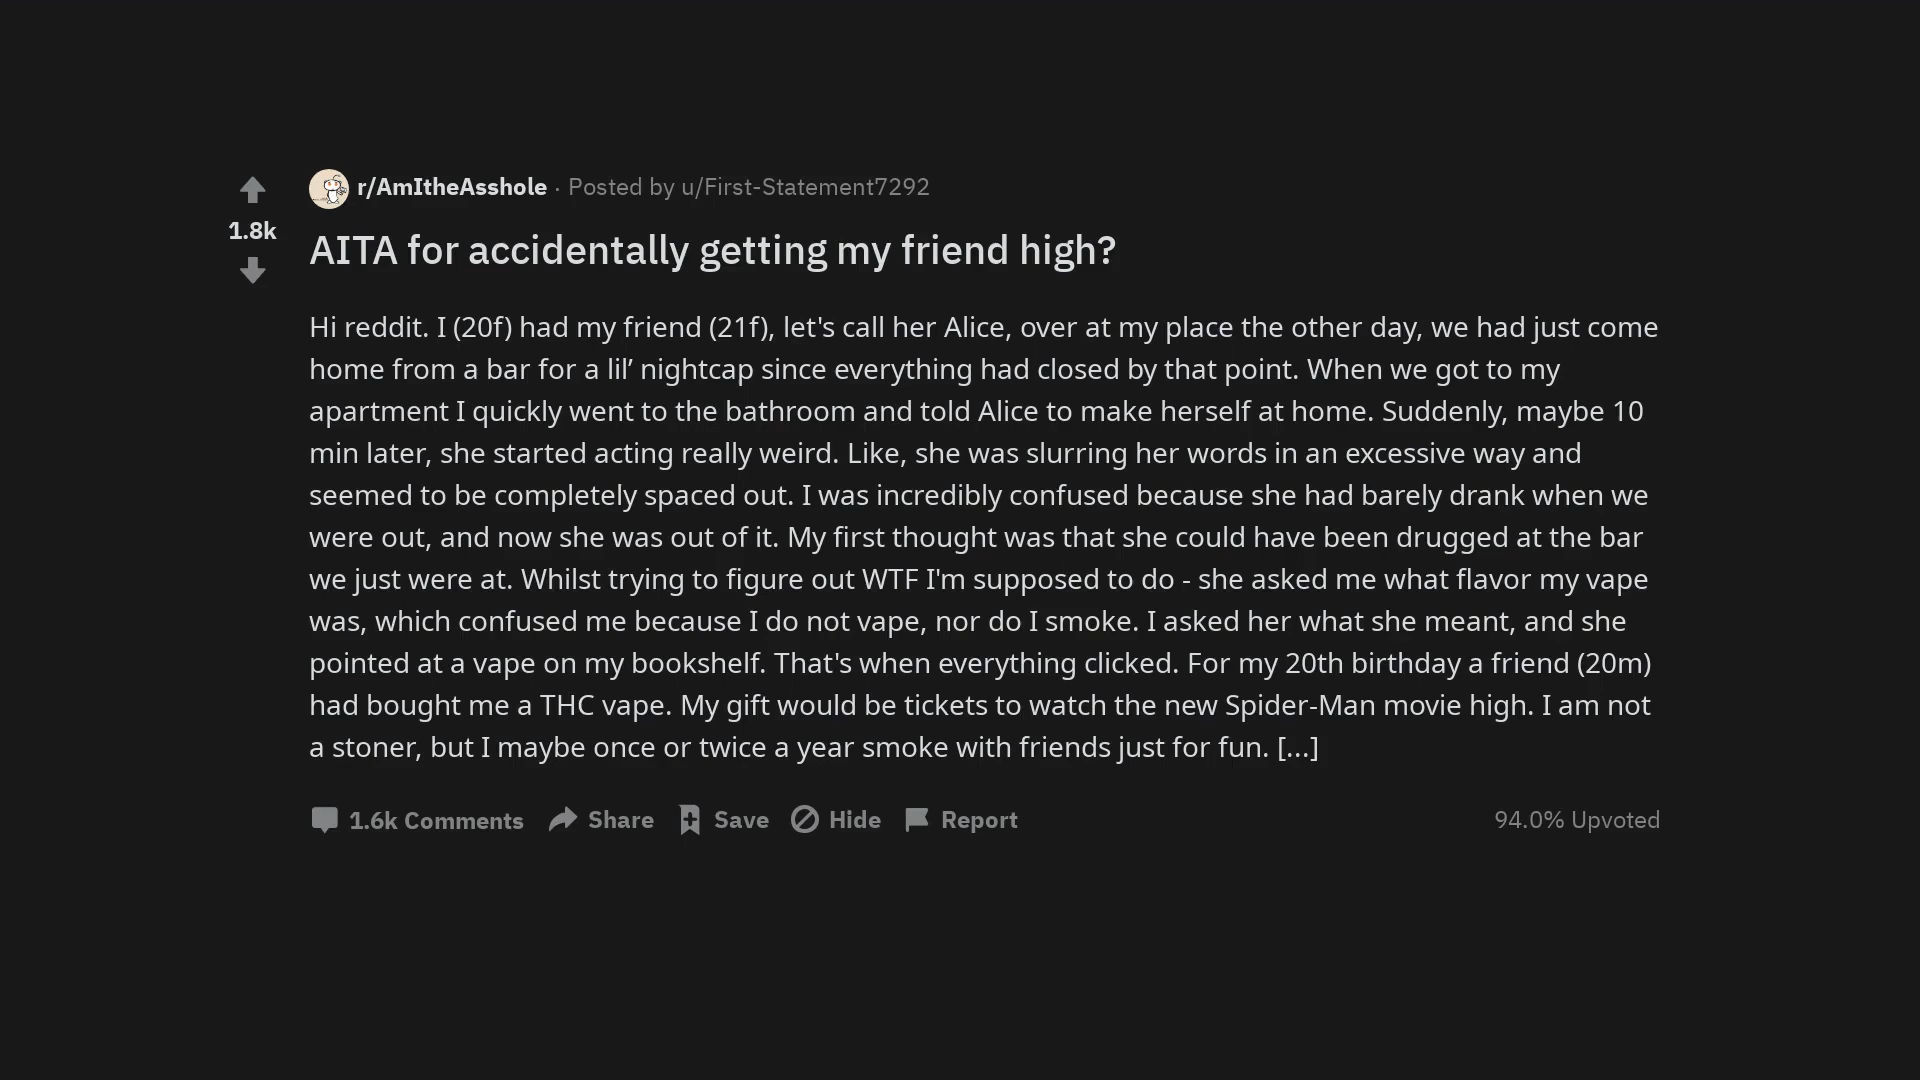 r/AmItheAsshole · Posted by u/First-Statement7292
1.8k
AITA for accidentally getting my friend high?
Hi reddit. I (20f) had my friend (21f), let's call her Alice, over at my place the other day, we had just come
home from a bar for a lil’ nightcap since everything had closed by that point. When we got to my
apartment I quickly went to the bathroom and told Alice to make herself at home. Suddenly, maybe 10
min later, she started acting really weird. Like, she was slurring her words in an excessive way and
seemed to be completely spaced out. I was incredibly confused because she had barely drank when we
were out, and now she was out of it. My first thought was that she could have been drugged at the bar
we just were at. Whilst trying to figure out WTF I'm supposed to do - she asked me what flavor my vape
was, which confused me because I do not vape, nor do I smoke. I asked her what she meant, and she
pointed at a vape on my bookshelf. That's when everything clicked. For my 20th birthday a friend (20m)
had bought me a THC vape. My gift would be tickets to watch the new Spider-Man movie high. I am not
a stoner, but I maybe once or twice a year smoke with friends just for fun. [...]
1.6k Comments Share Save Hide Report 94.0% Upvoted